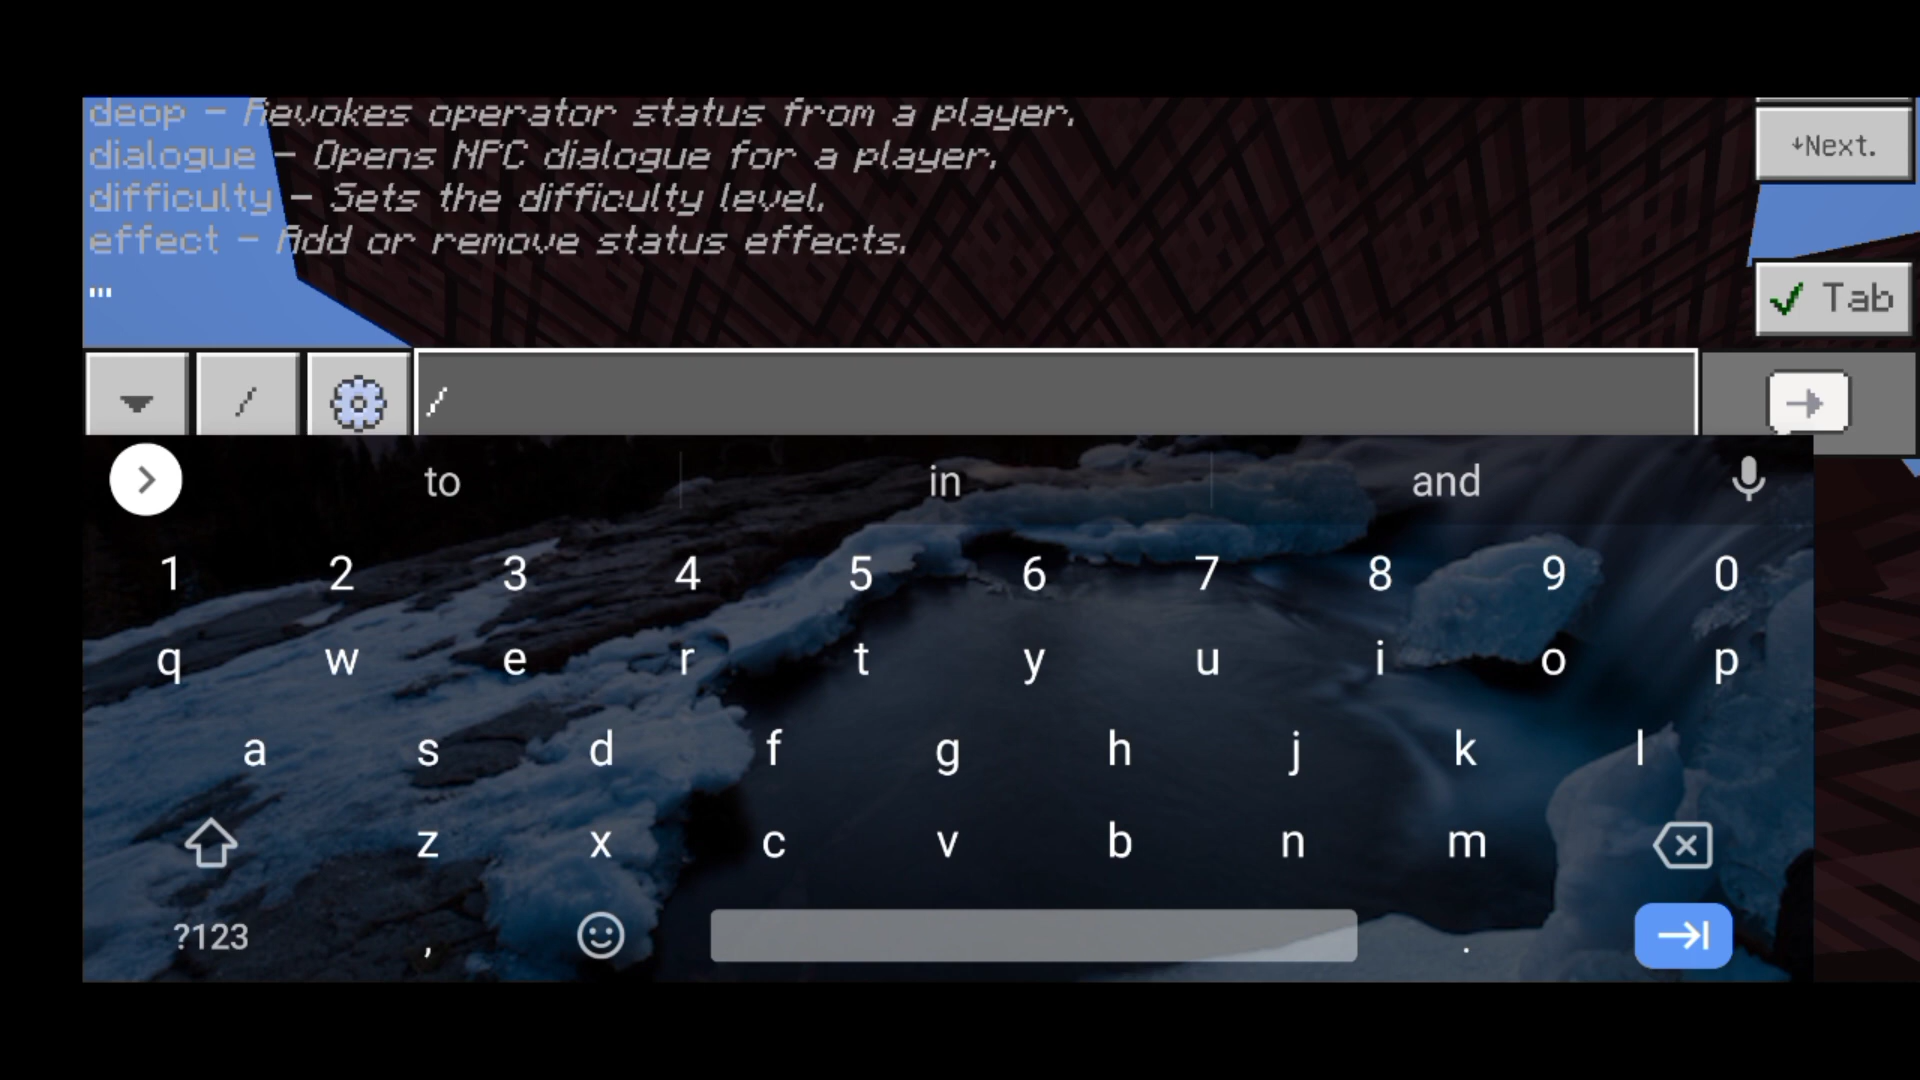 deop – Revokes operator status from a player.
dialogue – Opens NPC dialogue for a player.
difficulty – Sets the difficulty level.
effect – Add or remove status effects.
...
↓Next.
✓ Tab
/
/
to in and
1 2 3 4 5 6 7 8 9 0
q w e r t y u i o p
a s d f g h j k l
z x c v b n m
?123 , .